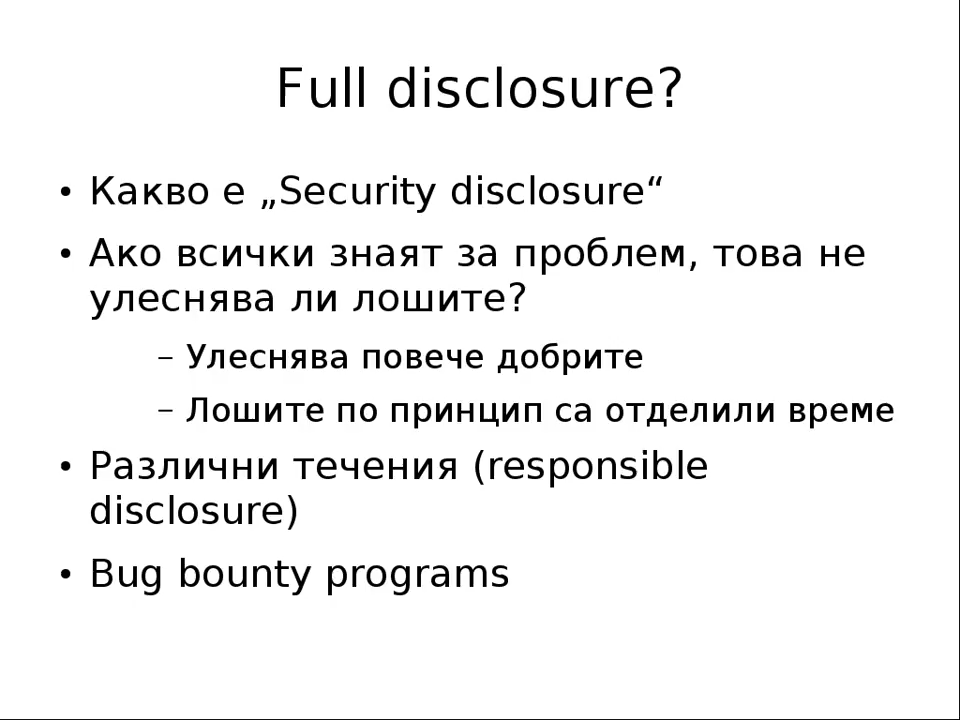 Full disclosure?
• Какво е „Security disclosure“
• Ако всички знаят за проблем, това не
улеснява ли лошите?
– Улеснява повече добрите
– Лошите по принцип са отделили време
• Различни течения (responsible
disclosure)
• Bug bounty programs